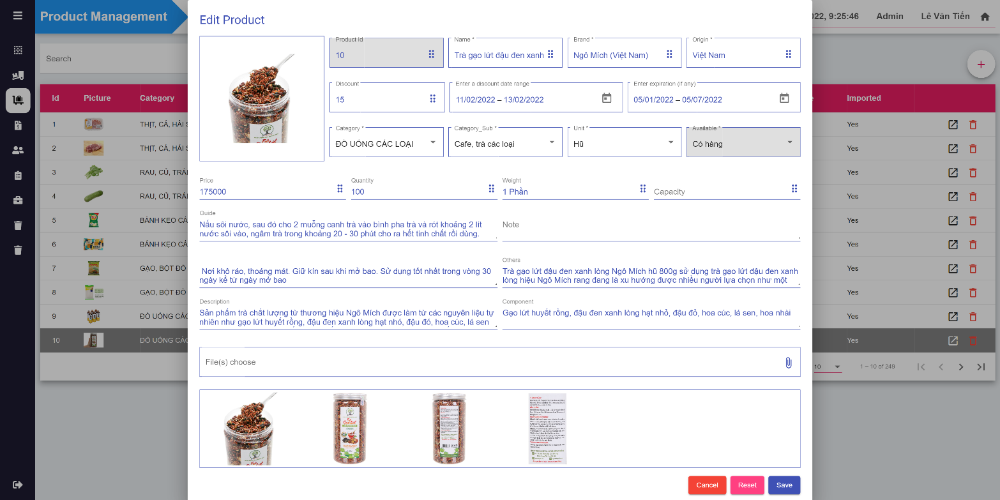 Product Management
022, 9:25:46
Admin
Lê Văn Tiến
Search
Id
Picture
Category
Imported
1
THỊT, CÁ, HẢI S
Yes
2
THỊT, CÁ, HẢI S
Yes
3
RAU, CỦ, TRÁI
Yes
4
RAU, CỦ, TRÁI
Yes
5
BÁNH KẸO CÁ
Yes
6
BÁNH KẸO CÁ
Yes
7
GẠO, BỘT ĐỒ
Yes
8
GẠO, BỘT ĐỒ
Yes
9
ĐỒ UỐNG CÁC
Yes
10
ĐỒ UỐNG CÁC
Yes
10
1 – 10 of 249
Edit Product
Product Id
10
Name *
Trà gạo lứt đậu đen xanh
Brand *
Ngô Mích (Việt Nam)
Origin *
Việt Nam
Discount
15
Enter a discount date range
11/02/2022 – 13/02/2022
Enter expiration (if any)
05/01/2022 – 05/07/2022
Category *
ĐỒ UỐNG CÁC LOẠI
Category_Sub *
Cafe, trà các loại
Unit *
Hũ
Available *
Có hàng
Price
175000
Quantity
100
Weight
1 Phần
Capacity
Guide
Nấu sôi nước, sau đó cho 2 muỗng canh trà vào bình pha trà và rót khoảng 2 lít
nước sôi vào, ngâm trà trong khoảng 20 - 30 phút cho ra hết tinh chất rồi dùng.
Note
Nơi khô ráo, thoáng mát. Giữ kín sau khi mở bao. Sử dụng tốt nhất trong vòng 30
ngày kể từ ngày mở bao
Others
Trà gạo lứt đậu đen xanh lòng Ngô Mích hũ 800g sử dụng trà gạo lứt đậu đen xanh
lòng hiệu Ngô Mích rang đang là xu hướng được nhiều người lựa chọn như một
Description
Sản phẩm trà chất lượng từ thương hiệu Ngô Mích được làm từ các nguyên liệu tự
nhiên như gạo lứt huyết rồng, đậu đen xanh lòng hạt nhỏ, đậu đỏ, hoa cúc, lá sen
Component
Gạo lứt huyết rồng, đậu đen xanh lòng hạt nhỏ, đậu đỏ, hoa cúc, lá sen, hoa nhài
File(s) choose
Cancel
Reset
Save